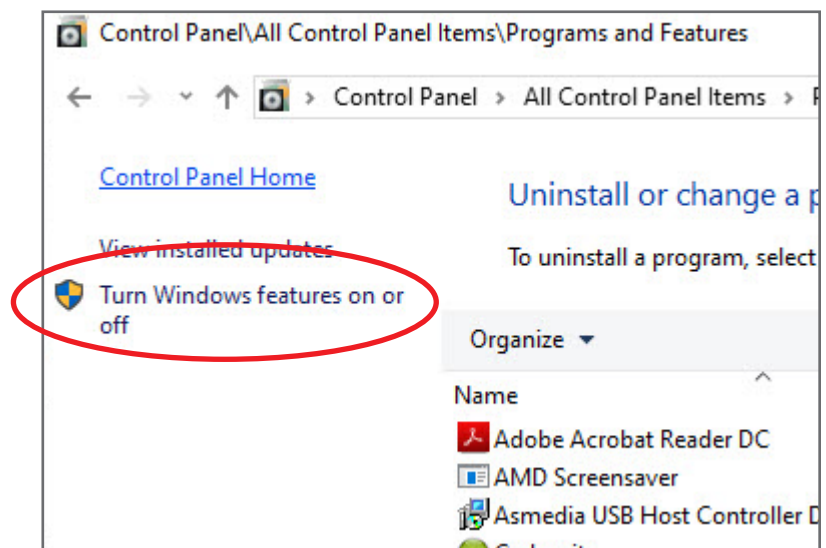 Control Panel\All Control Panel Items\Programs and Features
Control Panel > All Control Panel Items >
Control Panel Home
View installed updates
Turn Windows features on or
off
Uninstall or change a
To uninstall a program, select
Organize
Name
Adobe Acrobat Reader DC
AMD Screensaver
Asmedia USB Host Controller